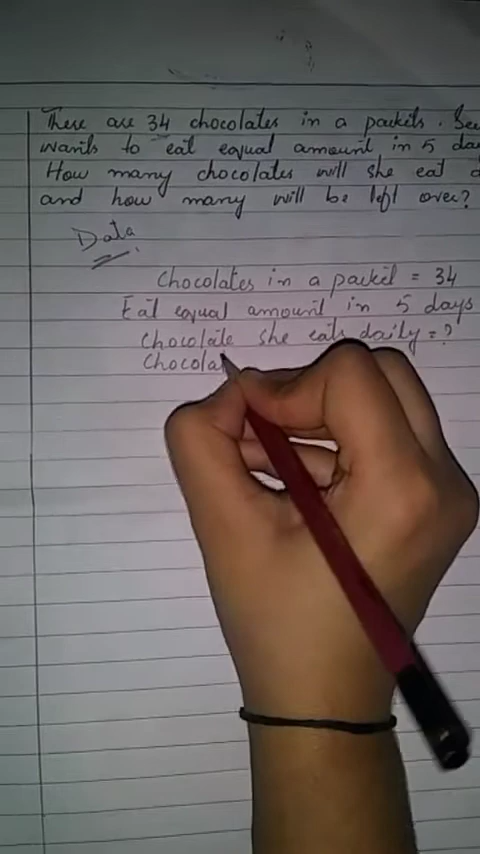 There are 34 chocolates in a packets.
wants to eat equal amount in 5
How many chocolates will she eat
and how many will be left over?
Data
Chocolates in a packet = 34
Eat equal amount in 5 days
Chocolate she eats daily = ?
Chocola